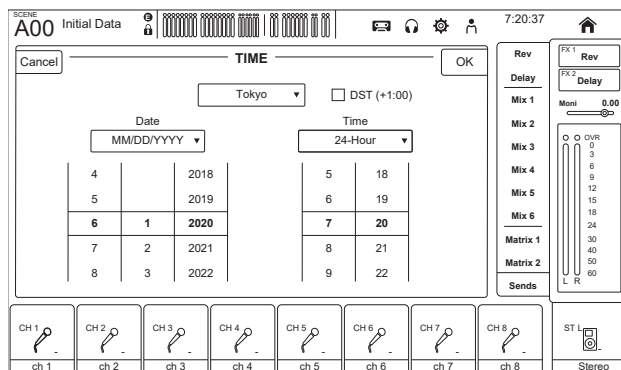 SCENE
A00 Initial Data
E
7:20:37
Cancel
TIME
OK
Tokyo
DST (+1:00)
Date
Time
MM/DD/YYYY
24-Hour
4 2018 5 18
5 2019 6 19
6 1 2020 7 20
7 2 2021 8 21
8 3 2022 9 22
Rev
Delay
Mix 1
Mix 2
Mix 3
Mix 4
Mix 5
Mix 6
Matrix 1
Matrix 2
Sends
FX 1
Rev
FX 2
Delay
Moni 0.00
OVR
0
3
6
9
12
15
18
24
30
40
50
60
L R
CH 1
CH 2
CH 3
CH 4
CH 5
CH 6
CH 7
CH 8
ST L
ch 1
ch 2
ch 3
ch 4
ch 5
ch 6
ch 7
ch 8
Stereo